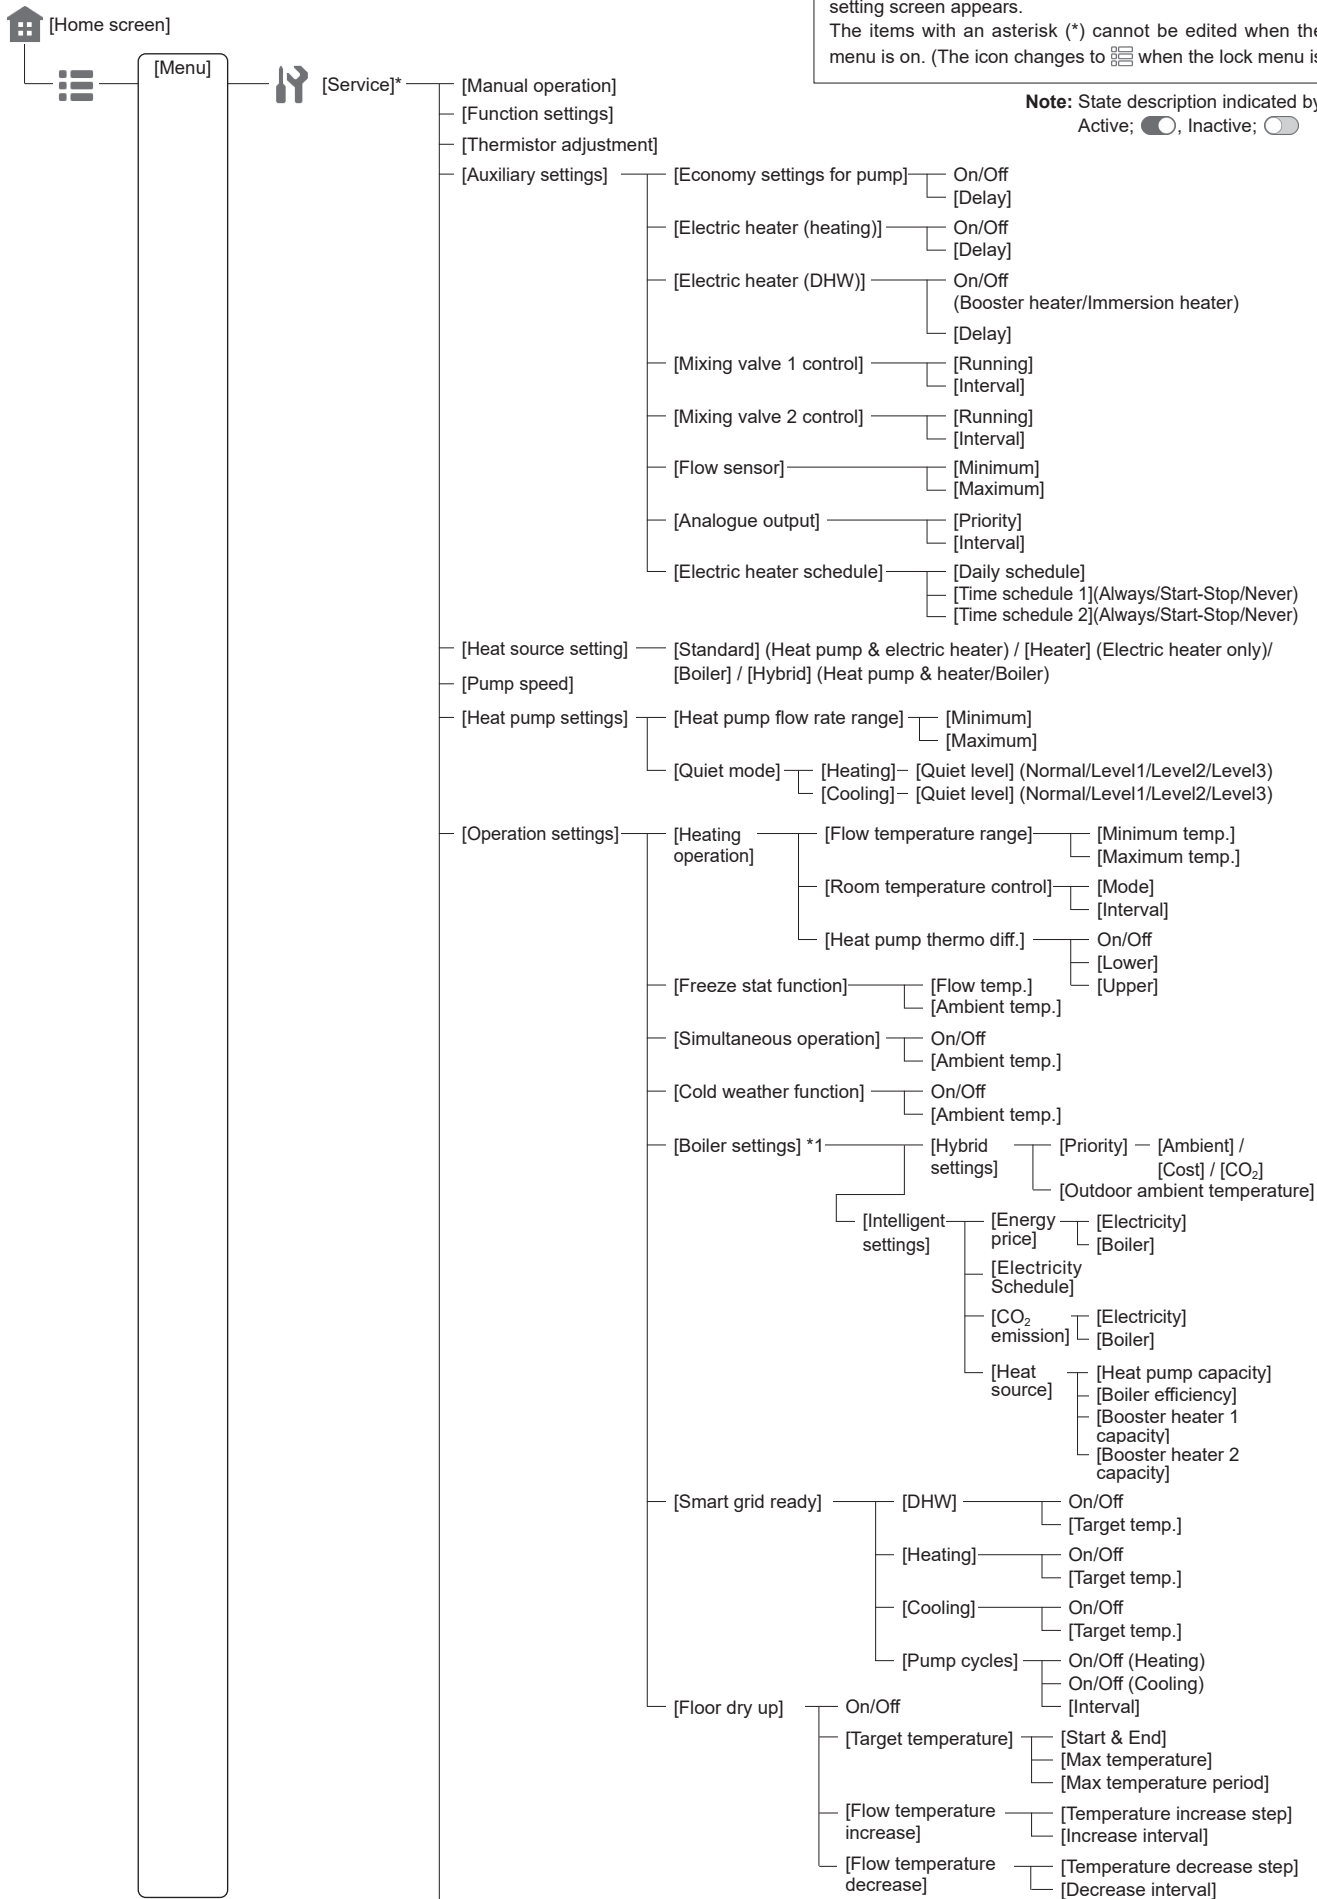 setting screen appears.
The items with an asterisk (*) cannot be edited when the
menu is on. (The icon changes to when the lock menu is
Note: State description indicated by
Active; , Inactive;
[Home screen]
[Menu]
[Service]*
[Manual operation]
[Function settings]
[Thermistor adjustment]
[Auxiliary settings]
[Economy settings for pump]
On/Off
[Delay]
[Electric heater (heating)]
On/Off
[Delay]
[Electric heater (DHW)]
On/Off
(Booster heater/Immersion heater)
[Delay]
[Mixing valve 1 control]
[Running]
[Interval]
[Mixing valve 2 control]
[Running]
[Interval]
[Flow sensor]
[Minimum]
[Maximum]
[Analogue output]
[Priority]
[Interval]
[Electric heater schedule]
[Daily schedule]
[Time schedule 1](Always/Start-Stop/Never)
[Time schedule 2](Always/Start-Stop/Never)
[Heat source setting]
[Standard] (Heat pump & electric heater) / [Heater] (Electric heater only)/
[Boiler] / [Hybrid] (Heat pump & heater/Boiler)
[Pump speed]
[Heat pump settings]
[Heat pump flow rate range]
[Minimum]
[Maximum]
[Quiet mode]
[Heating]
[Quiet level] (Normal/Level1/Level2/Level3)
[Cooling]
[Quiet level] (Normal/Level1/Level2/Level3)
[Operation settings]
[Heating
operation]
[Flow temperature range]
[Minimum temp.]
[Maximum temp.]
[Room temperature control]
[Mode]
[Interval]
[Heat pump thermo diff.]
On/Off
[Lower]
[Upper]
[Freeze stat function]
[Flow temp.]
[Ambient temp.]
[Simultaneous operation]
On/Off
[Ambient temp.]
[Cold weather function]
On/Off
[Ambient temp.]
[Boiler settings] *1
[Hybrid
settings]
[Priority]
[Ambient] /
[Cost] / [CO₂]
[Outdoor ambient temperature]
[Intelligent
settings]
[Energy
price]
[Electricity]
[Boiler]
[Electricity
Schedule]
[CO₂
emission]
[Electricity]
[Boiler]
[Heat
source]
[Heat pump capacity]
[Boiler efficiency]
[Booster heater 1
capacity]
[Booster heater 2
capacity]
[Smart grid ready]
[DHW]
On/Off
[Target temp.]
[Heating]
On/Off
[Target temp.]
[Cooling]
On/Off
[Target temp.]
[Pump cycles]
On/Off (Heating)
On/Off (Cooling)
[Interval]
[Floor dry up]
On/Off
[Target temperature]
[Start & End]
[Max temperature]
[Max temperature period]
[Flow temperature
increase]
[Temperature increase step]
[Increase interval]
[Flow temperature
decrease]
[Temperature decrease step]
[Decrease interval]